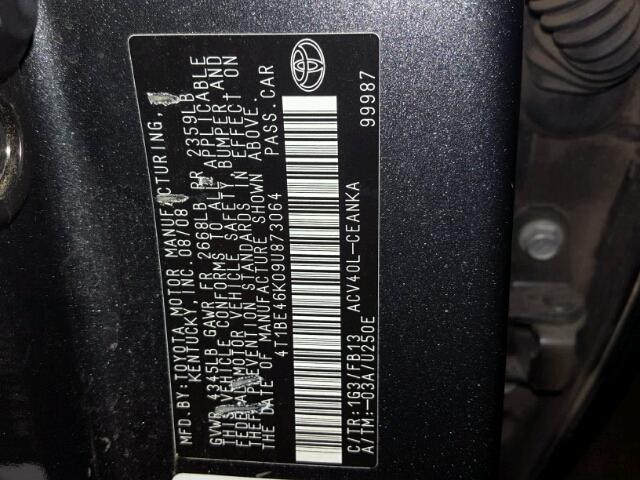 MFD.BY: TOYOTA MOTOR MANUFACTURING,
KENTUCKY, INC. 08/08
GVWR 4345LB GAWR FR 2668LB RR 2359LB
THIS VEHICLE CONFORMS TO ALL APPLICABLE
FEDERAL MOTOR VEHICLE SAFETY, BUMPER AND
THEFT PREVENTION STANDARDS IN EFFECT ON
THE DATE OF MANUFACTURE SHOWN ABOVE.
4T1BE46K09U873064 PASS.CAR
C/TR: 1G3/FB13 ACV40L-CEANKA
A/TM:-03A/U250E 99987